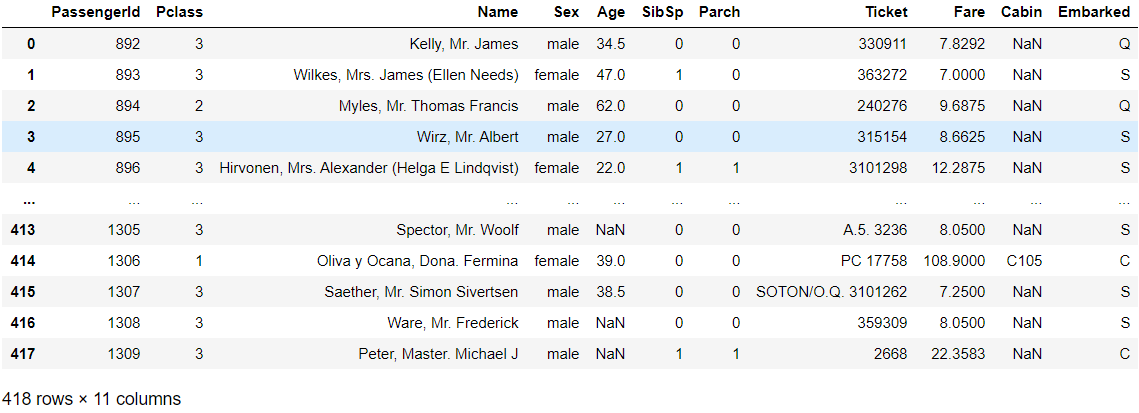 PassengerId Pclass Name Sex Age SibSp Parch Ticket Fare Cabin Embarked
0 892 3 Kelly, Mr. James male 34.5 0 0 330911 7.8292 NaN Q
1 893 3 Wilkes, Mrs. James (Ellen Needs) female 47.0 1 0 363272 7.0000 NaN S
2 894 2 Myles, Mr. Thomas Francis male 62.0 0 0 240276 9.6875 NaN Q
3 895 3 Wirz, Mr. Albert male 27.0 0 0 315154 8.6625 NaN S
4 896 3 Hirvonen, Mrs. Alexander (Helga E Lindqvist) female 22.0 1 1 3101298 12.2875 NaN S
... ... ... ... ... ... ... ... ... ... ... ...
413 1305 3 Spector, Mr. Woolf male NaN 0 0 A.5. 3236 8.0500 NaN S
414 1306 1 Oliva y Ocana, Dona. Fermina female 39.0 0 0 PC 17758 108.9000 C105 C
415 1307 3 Saether, Mr. Simon Sivertsen male 38.5 0 0 SOTON/O.Q. 3101262 7.2500 NaN S
416 1308 3 Ware, Mr. Frederick male NaN 0 0 359309 8.0500 NaN S
417 1309 3 Peter, Master. Michael J male NaN 1 1 2668 22.3583 NaN C
418 rows × 11 columns